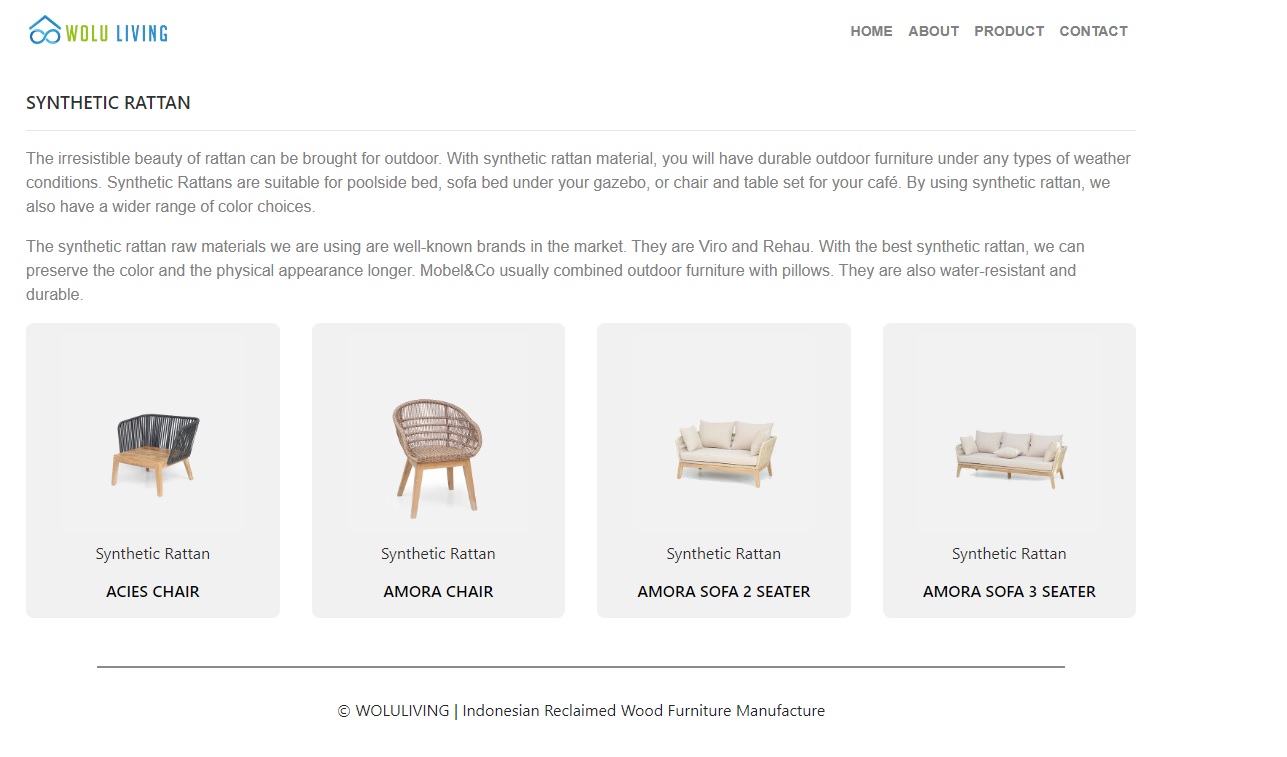 WOLU LIVING
HOME ABOUT PRODUCT CONTACT
SYNTHETIC RATTAN
The irresistible beauty of rattan can be brought for outdoor. With synthetic rattan material, you will have durable outdoor furniture under any types of weather
conditions. Synthetic Rattans are suitable for poolside bed, sofa bed under your gazebo, or chair and table set for your café. By using synthetic rattan, we
also have a wider range of color choices.
The synthetic rattan raw materials we are using are well-known brands in the market. They are Viro and Rehau. With the best synthetic rattan, we can
preserve the color and the physical appearance longer. Mobel&Co usually combined outdoor furniture with pillows. They are also water-resistant and
durable.
Synthetic Rattan
ACIES CHAIR
Synthetic Rattan
AMORA CHAIR
Synthetic Rattan
AMORA SOFA 2 SEATER
Synthetic Rattan
AMORA SOFA 3 SEATER
© WOLULIVING | Indonesian Reclaimed Wood Furniture Manufacture